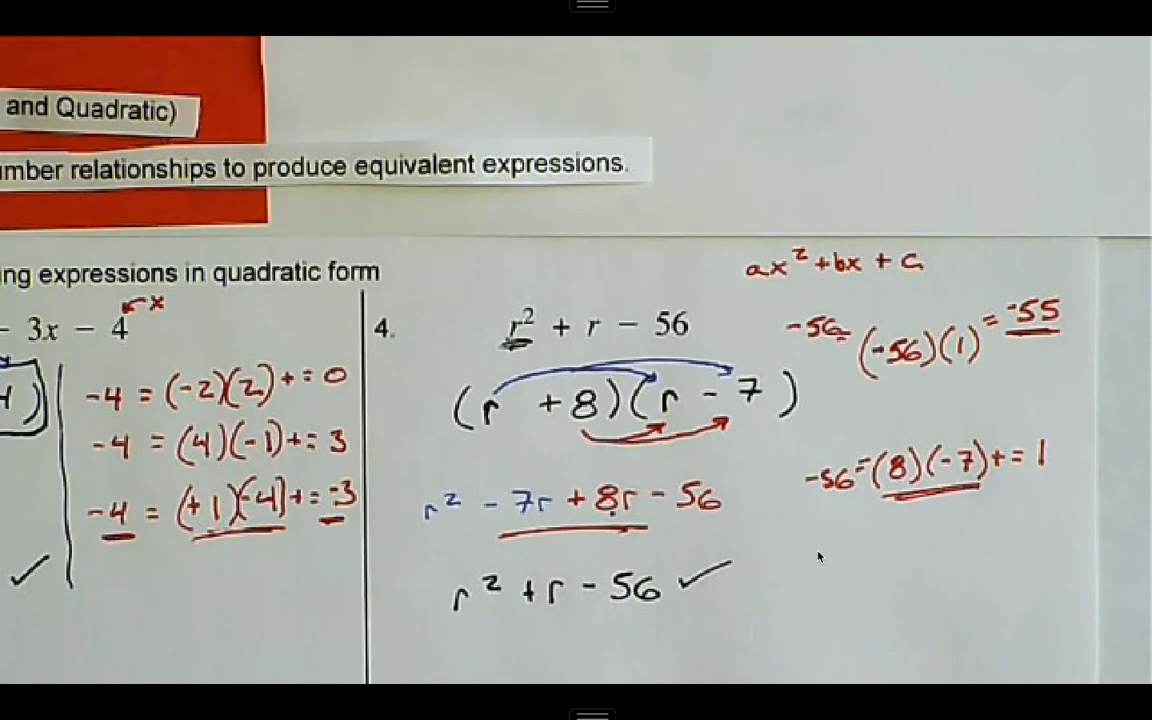 and Quadratic)
umber relationships to produce equivalent expressions.
ng expressions in quadratic form
ax² + bx + c
- 3x - 4 ← x
4. r² + r - 56
-56 = (-56)(1) = -55
-4 = (-2)(2) + = 0
(r + 8)(r - 7)
-4 = (4)(-1) + = 3
-56 = (8)(-7) + = 1
-4 = (+1)(-4) + = -3
r² - 7r + 8r - 56
r² + r - 56 ✓